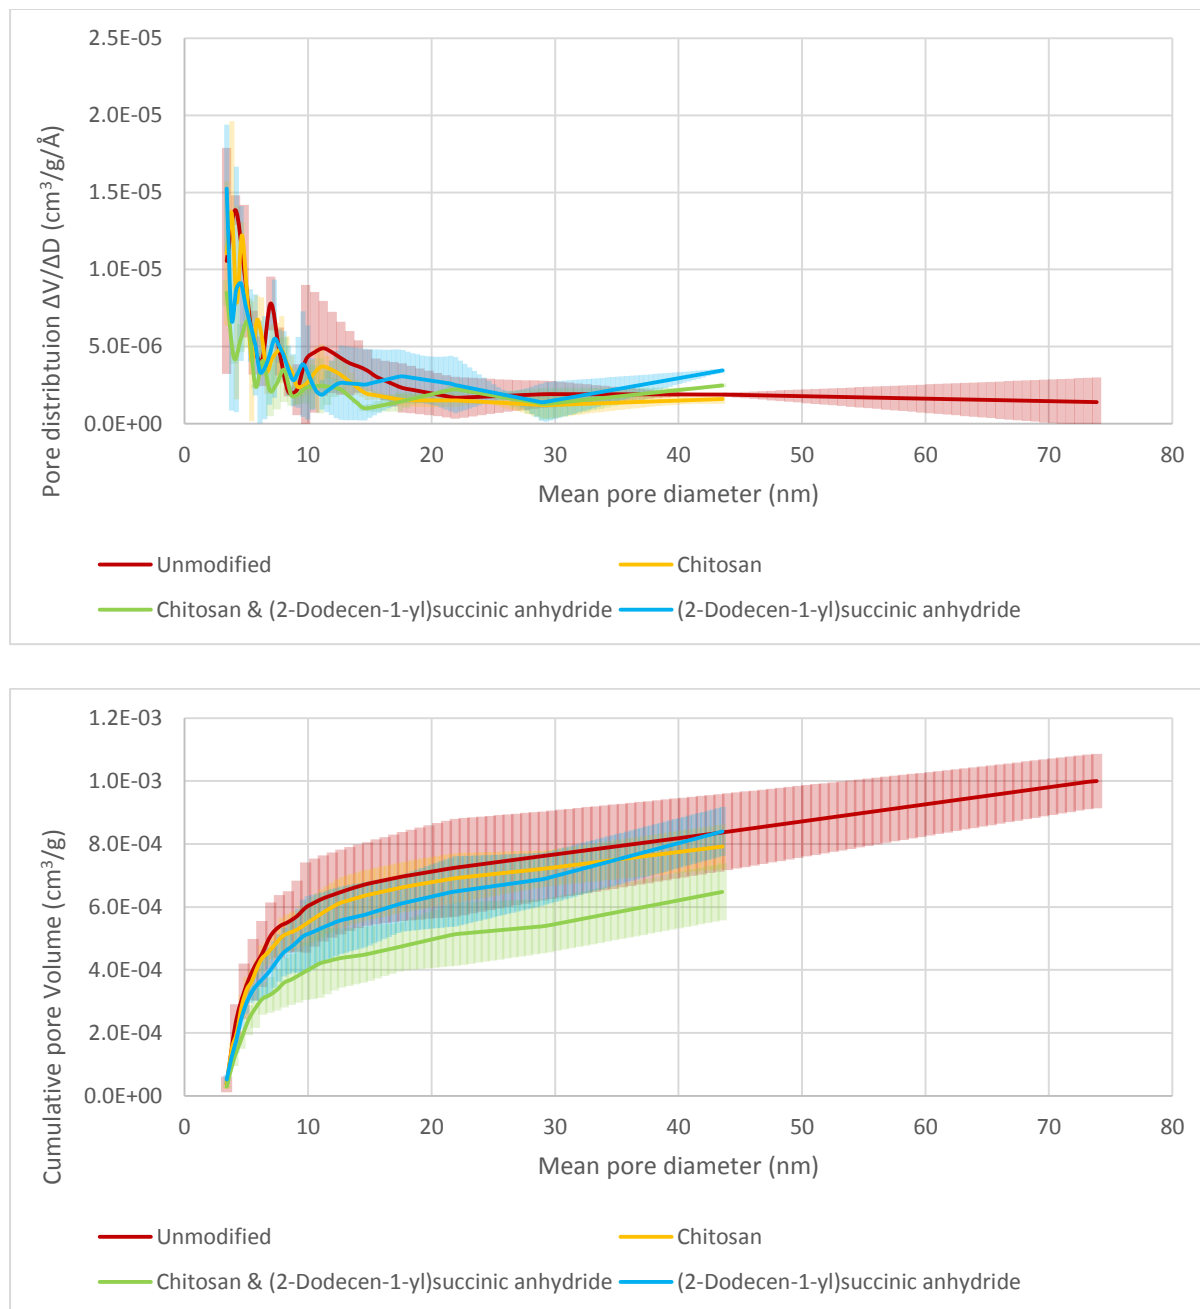 2.5E-05
2.0E-05
1.5E-05
1.0E-05
5.0E-06
0.0E+00
Pore distribtuion ΔV/ΔD (cm³/g/Å)
0 10 20 30 40 50 60 70 80
Mean pore diameter (nm)
Unmodified
Chitosan
Chitosan & (2-Dodecen-1-yl)succinic anhydride
(2-Dodecen-1-yl)succinic anhydride
1.2E-03
1.0E-03
8.0E-04
6.0E-04
4.0E-04
2.0E-04
0.0E+00
Cumulative pore Volume (cm³/g)
0 10 20 30 40 50 60 70 80
Mean pore diameter (nm)
Unmodified
Chitosan
Chitosan & (2-Dodecen-1-yl)succinic anhydride
(2-Dodecen-1-yl)succinic anhydride